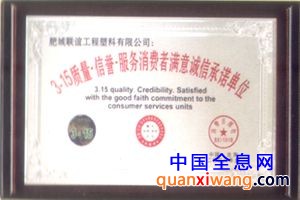 肥城联谊工程塑料有限公司:
3·15质量·信誉·服务消费者满意诚信承诺单位
3.15 quality. Credibility. Satisfied
with the good faith commitment to the
consumer services units
中国全息网
quanxiwang.com